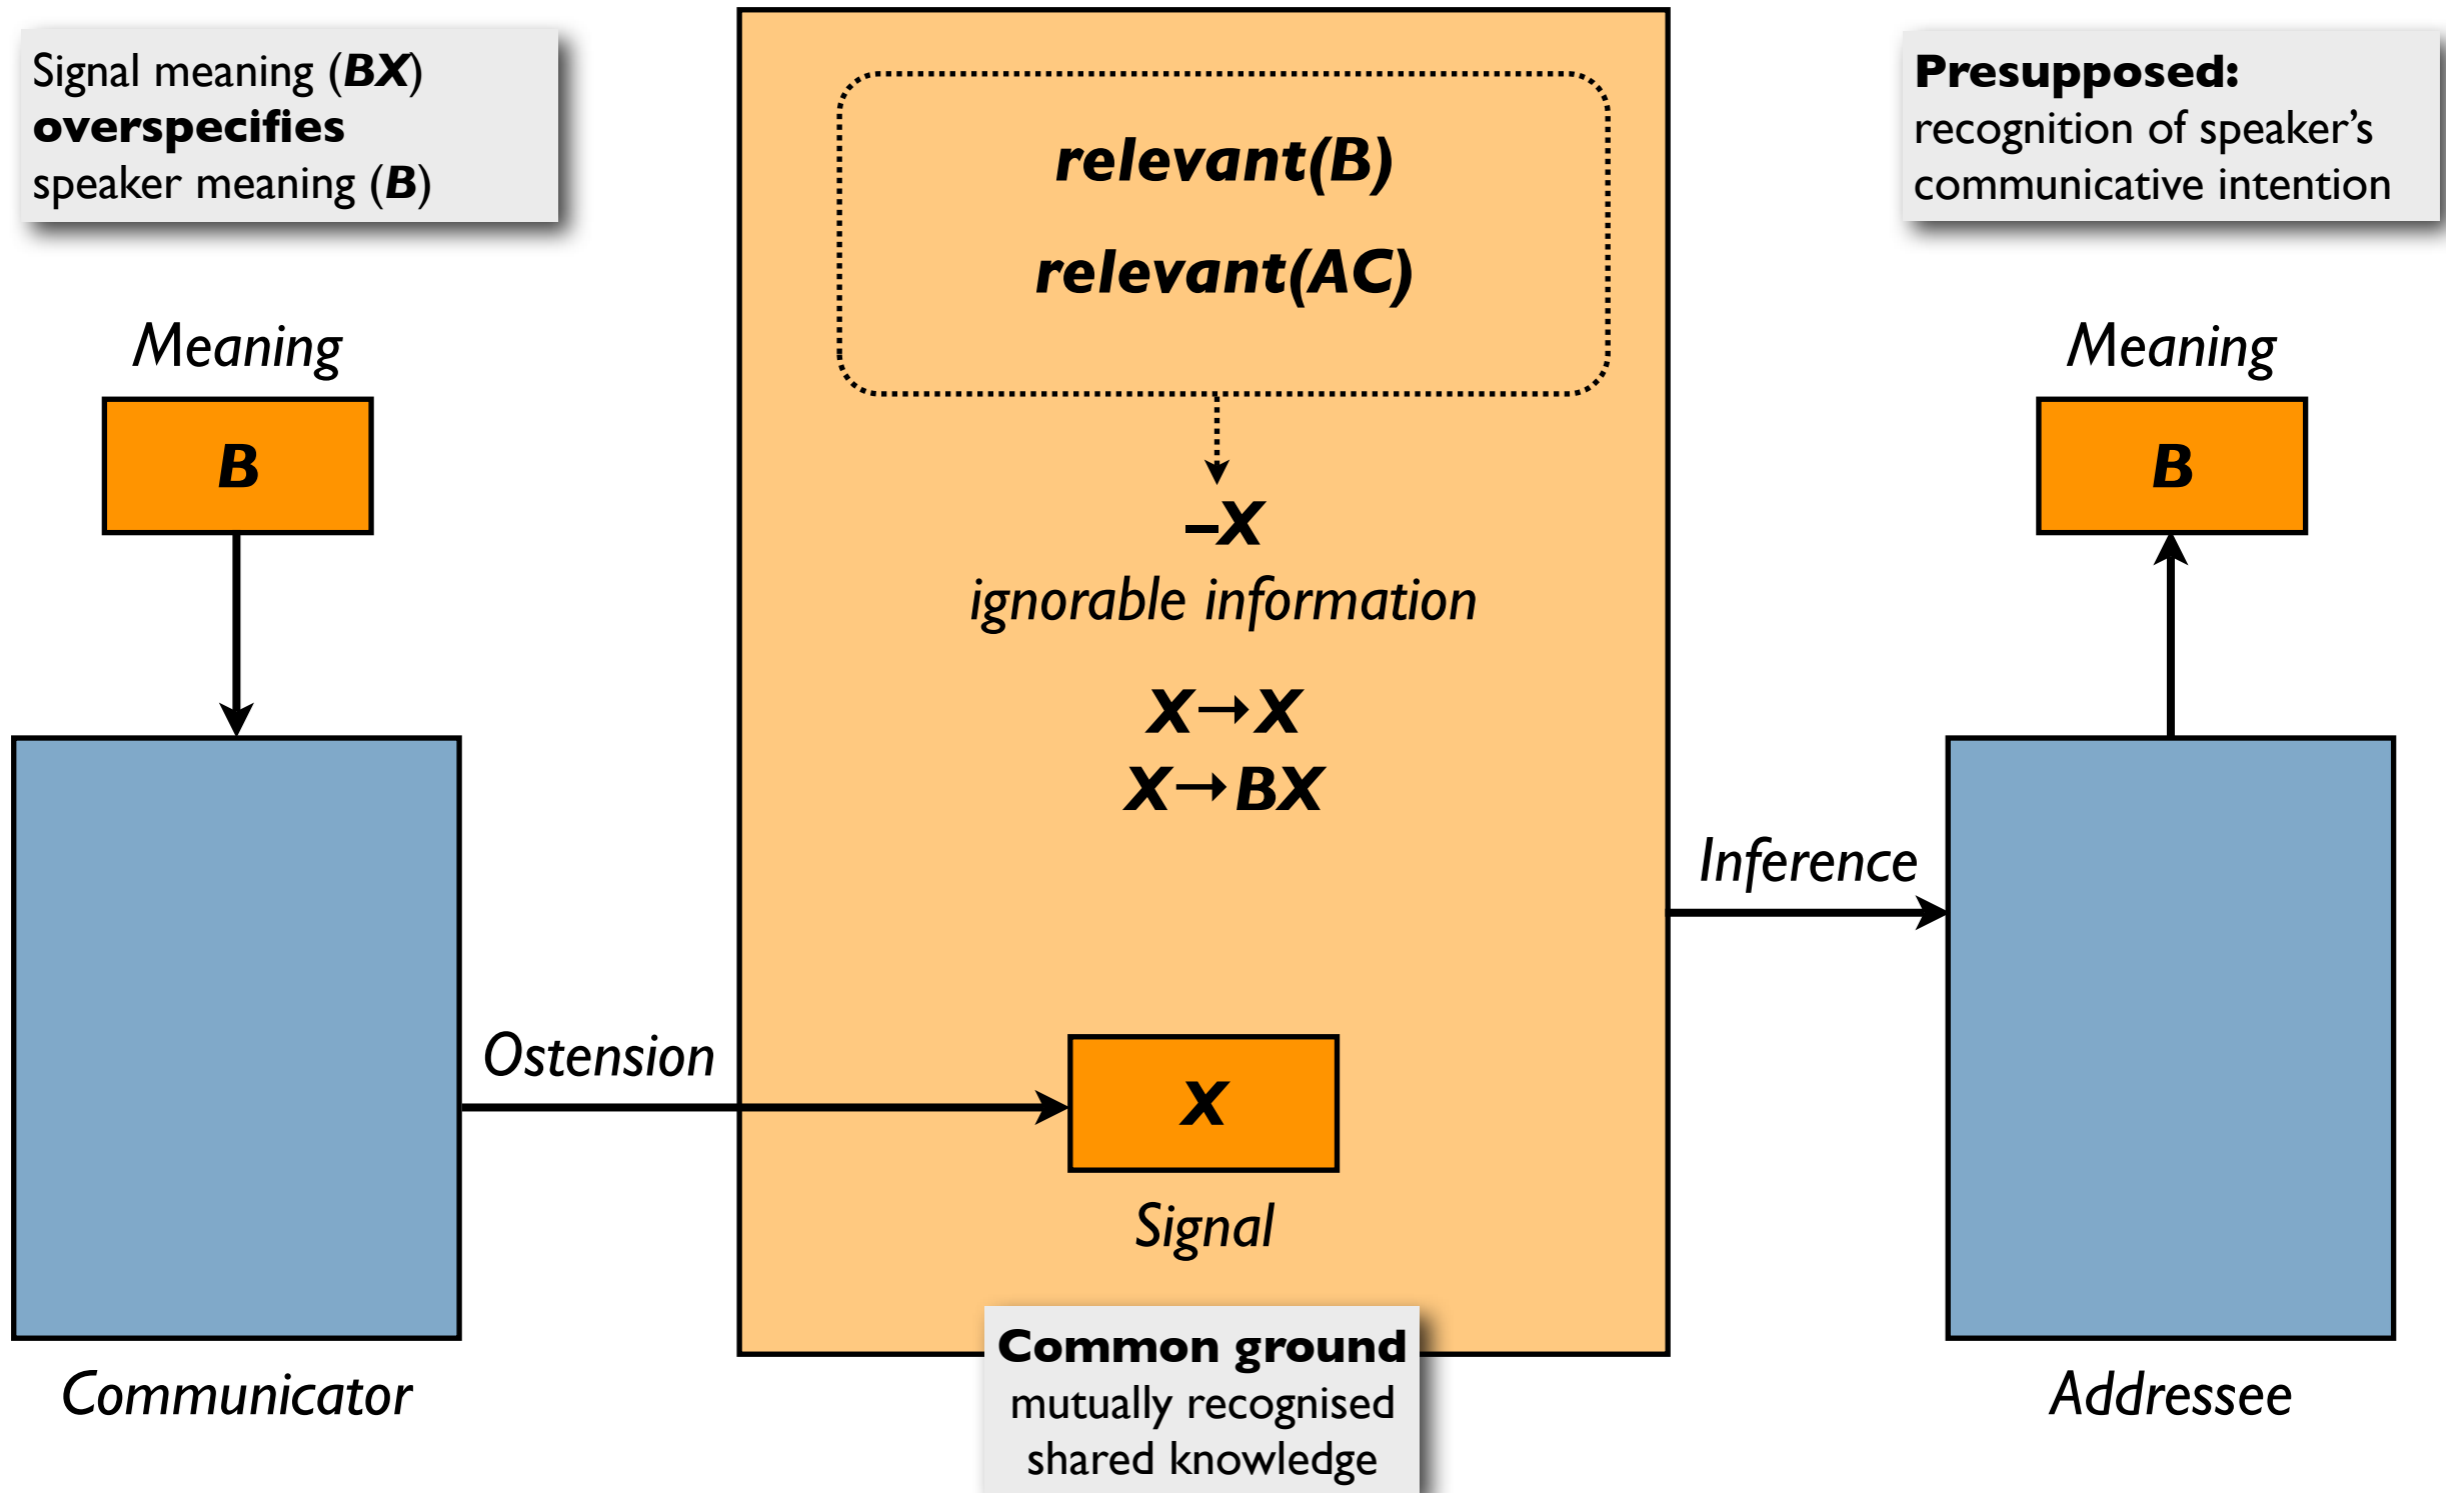 Signal meaning (BX)
overspecifies
speaker meaning (B)
Meaning
B
Communicator
Ostension
relevant(B)
relevant(AC)
–X
ignorable information
X→X
X→BX
X
Signal
Common ground
mutually recognised
shared knowledge
Inference
Presupposed:
recognition of speaker’s
communicative intention
Meaning
B
Addressee